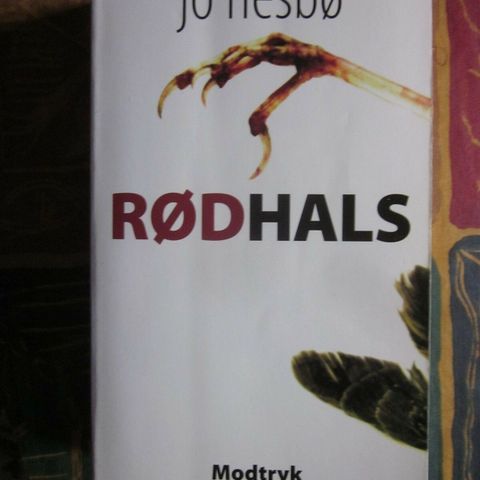 jo nesbø
RØDHALS
Modtryk